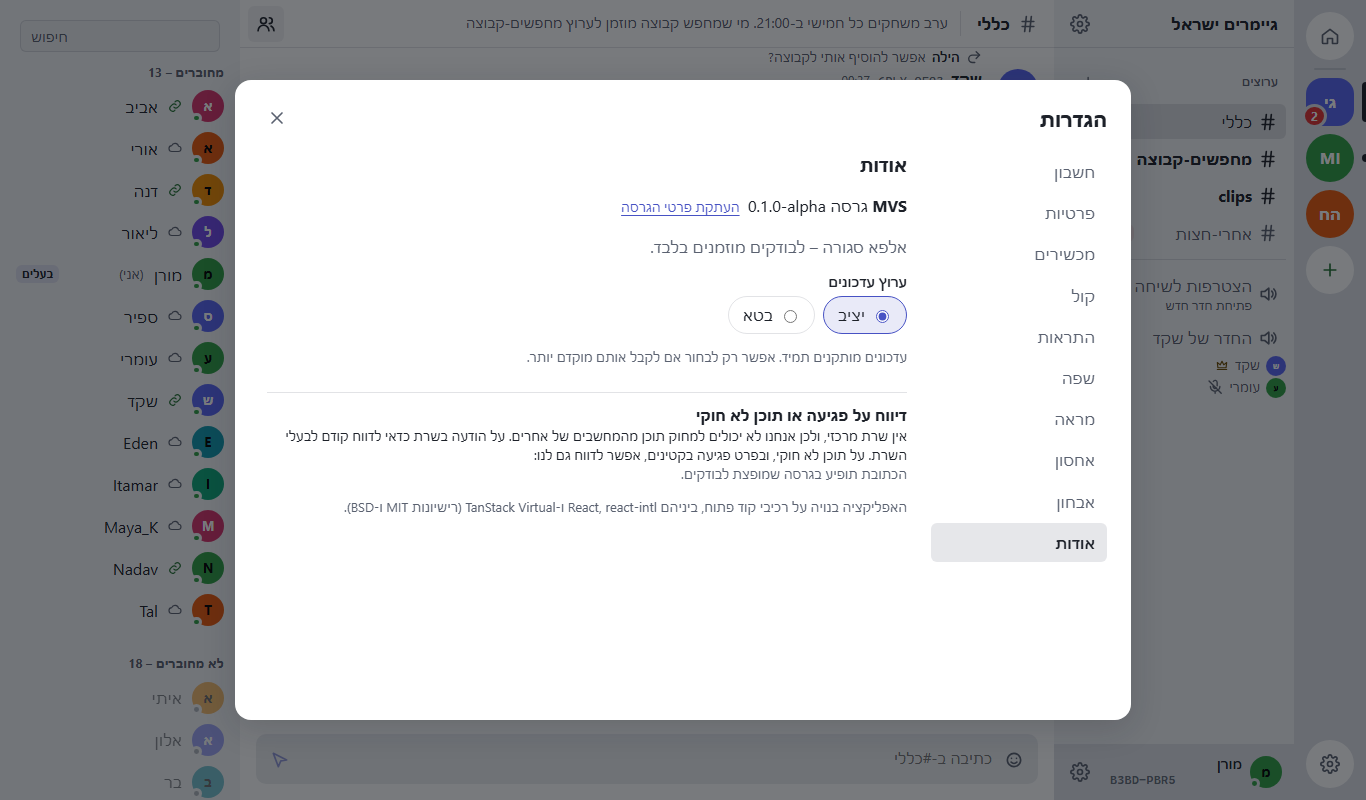 גיימרים ישראל
ערוצים
גי
2
MI
הח
# כללי
# מחפשים-קבוצה
# clips
# אחרי-חצות
הצטרפות לשיחה
פתיחת חדר חדש
החדר של שקד
ש שקד
ע עומרי
מ מורן
B3BD-PBR5
# כללי
ערב משחקים כל חמישי ב-21:00. מי שמחפש קבוצה מוזמן לערוץ מחפשים-קבוצה
הילה אפשר להוסיף אותי לקבוצה?
הגדרות
חשבון
פרטיות
מכשירים
קול
התראות
שפה
מראה
אחסון
אבחון
אודות
אודות
MVS גרסה 0.1.0-alpha העתקת פרטי הגרסה
אלפא סגורה – לבודקים מוזמנים בלבד.
ערוץ עדכונים
יציב
בטא
עדכונים מותקנים תמיד. אפשר רק לבחור אם לקבל אותם מוקדם יותר.
דיווח על פגיעה או תוכן לא חוקי
אין שרת מרכזי, ולכן אנחנו לא יכולים למחוק תוכן מהמחשבים של אחרים. על הודעה בשרת כדאי לדווח קודם לבעלי
השרת. על תוכן לא חוקי, ובפרט פגיעה בקטינים, אפשר לדווח גם לנו:
הכתובת תופיע בגרסה שמופצת לבודקים.
האפליקציה בנויה על רכיבי קוד פתוח, ביניהם React, react-intl ו-TanStack Virtual (רישיונות MIT ו-BSD).
כתיבה ב-#כללי
חיפוש
מחוברים – 13
א אביב
א אורי
ד דנה
ל ליאור
מ מורן (אני) בעלים
ס ספיר
ע עומרי
ש שקד
E Eden
I Itamar
M Maya_K
N Nadav
T Tal
לא מחוברים – 18
א איתי
א אלון
ב בר